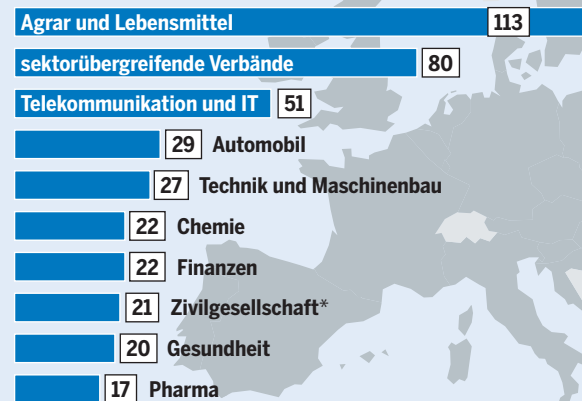 Agrar und Lebensmittel 113
sektorübergreifende Verbände 80
Telekommunikation und IT 51
29 Automobil
27 Technik und Maschinenbau
22 Chemie
22 Finanzen
21 Zivilgesellschaft*
20 Gesundheit
17 Pharma